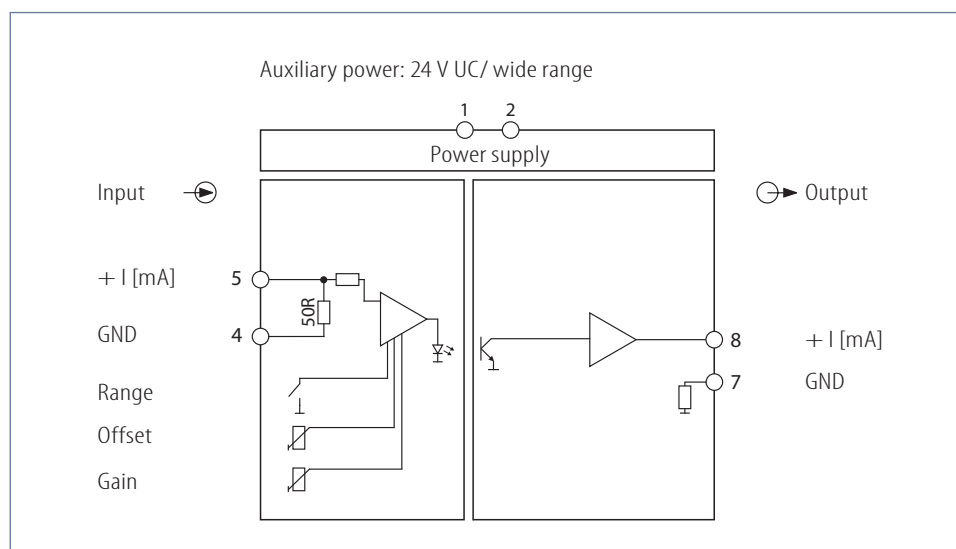 Auxiliary power: 24 V UC/ wide range
1 2
Power supply
Input
Output
+ I [mA] 5
50R
GND 4
8 + I [mA]
7 GND
Range
Offset
Gain